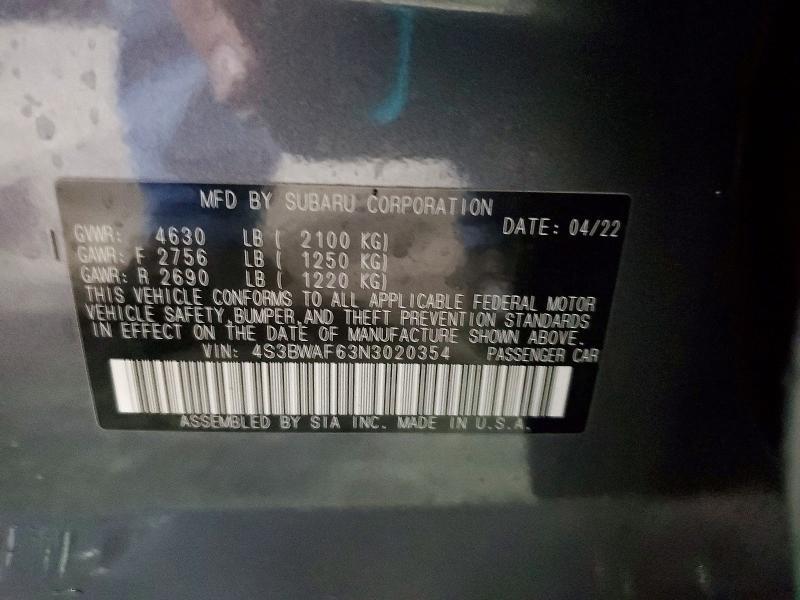 MFD BY SUBARU CORPORATION
DATE: 04/22
GVWR: 4630 LB ( 2100 KG)
GAWR: F 2756 LB ( 1250 KG)
GAWR: R 2690 LB ( 1220 KG)
THIS VEHICLE CONFORMS TO ALL APPLICABLE FEDERAL MOTOR
VEHICLE SAFETY, BUMPER, AND THEFT PREVENTION STANDARDS
IN EFFECT ON THE DATE OF MANUFACTURE SHOWN ABOVE.
VIN: 4S3BWAF63N3020354 PASSENGER CAR
ASSEMBLED BY SIA INC. MADE IN U.S.A.